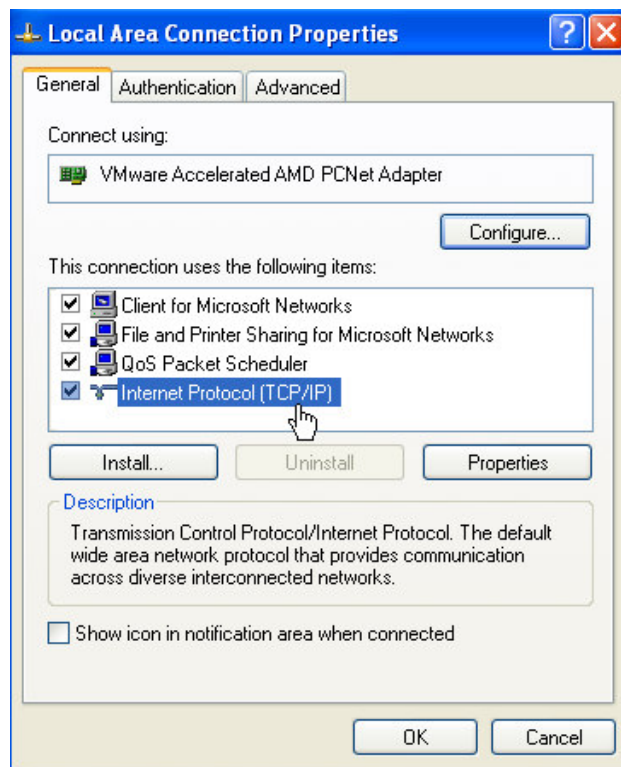 Local Area Connection Properties
?
General Authentication Advanced
Connect using:
VMware Accelerated AMD PCNet Adapter
Configure...
This connection uses the following items:
Client for Microsoft Networks
File and Printer Sharing for Microsoft Networks
QoS Packet Scheduler
Internet Protocol (TCP/IP)
Install... Uninstall Properties
Description
Transmission Control Protocol/Internet Protocol. The default
wide area network protocol that provides communication
across diverse interconnected networks.
Show icon in notification area when connected
OK Cancel